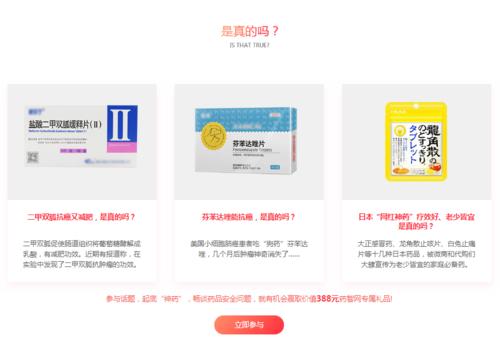 是真的吗？
IS THAT TRUE?
盐酸二甲双胍缓释片(II)
II
芬苯达唑片
龍角散の
のどすっきり
タブレット
二甲双胍抗癌又减肥，是真的吗？
芬苯达唑能抗癌，是真的吗？
日本“网红神药”疗效好、老少皆宜
是真的吗？
二甲双胍促使肠道组织将葡萄糖酵解成
乳酸，有减肥功效。近期有报道称，在
实验中发现了二甲双胍抗肿瘤的功效。
美国小细胞肺癌患者吃“狗药”芬苯达
唑，几个月后肿瘤神奇消失了......
大正感冒药、龙角散止咳片、白兔止痛
片等十几种日本药品，被微商和代购们
大肆宣传为老少皆宜的家庭必备药。
参与话题，起底“神药”，畅谈药品安全问题，就有机会赢取价值388元药智网专属礼品!
立即参与